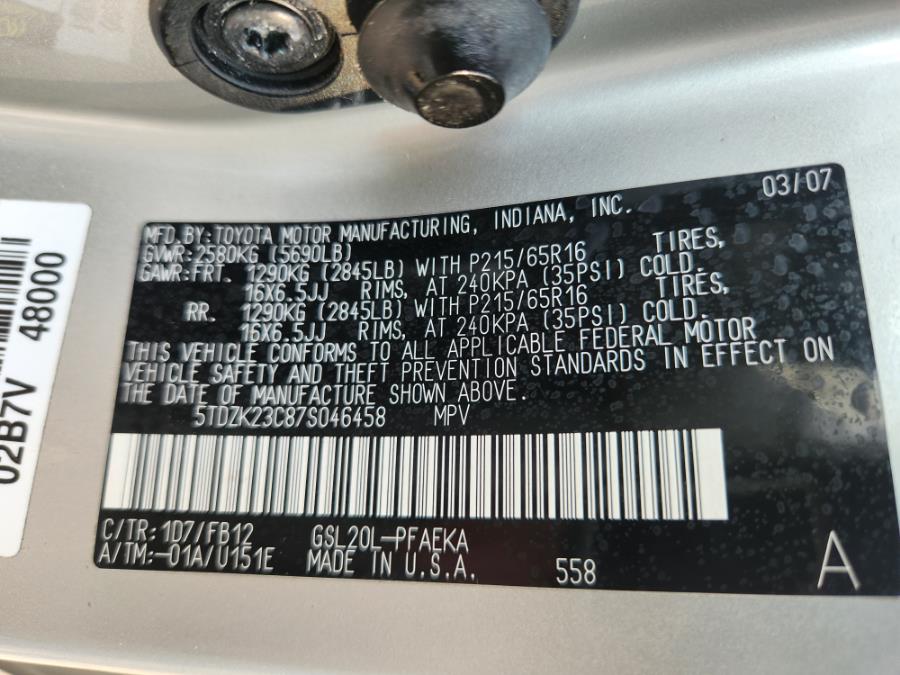 03/07
MFD.BY:TOYOTA MOTOR MANUFACTURING, INDIANA, INC.
GVWR:2580KG (5690LB)
GAWR:FRT. 1290KG (2845LB) WITH P215/65R16 TIRES,
16X6.5JJ RIMS, AT 240KPA (35PSI) COLD.
RR. 1290KG (2845LB) WITH P215/65R16 TIRES,
16X6.5JJ RIMS, AT 240KPA (35PSI) COLD.
THIS VEHICLE CONFORMS TO ALL APPLICABLE FEDERAL MOTOR
VEHICLE SAFETY AND THEFT PREVENTION STANDARDS IN EFFECT ON
THE DATE OF MANUFACTURE SHOWN ABOVE.
5TDZK23C87S046458 MPV
C/TR:1D7/FB12 GSL20L-PFAEKA
A/TM:-01A/U151E MADE IN U.S.A. 558 A
02B7V 48000